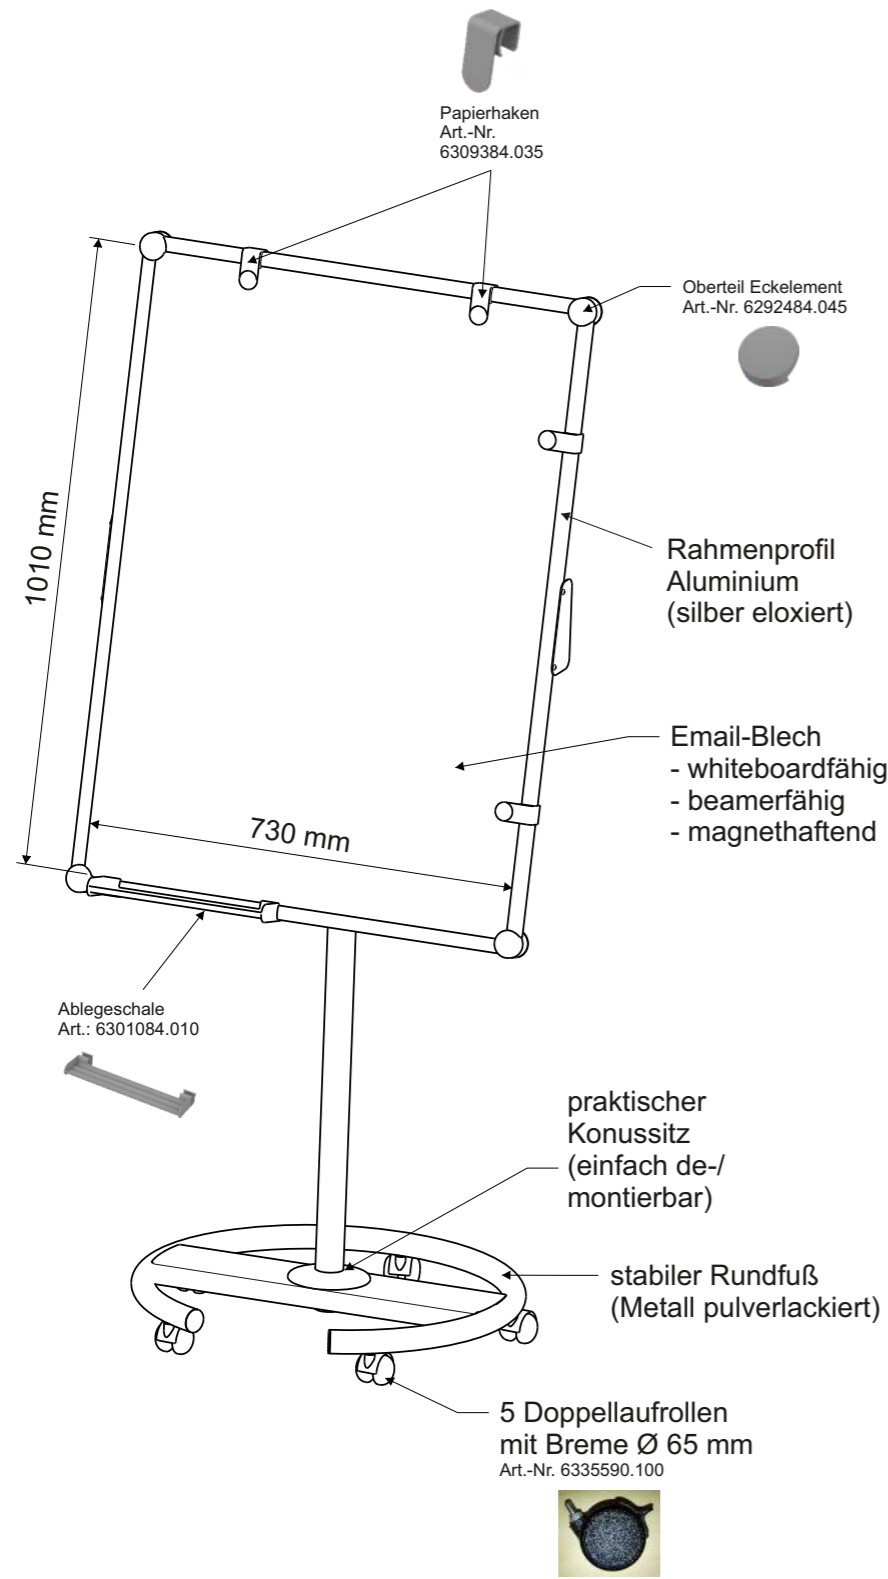 Papierhaken
Art.-Nr.
6309384.035
Oberteil Eckelement
Art.-Nr. 6292484.045
1010 mm
Rahmenprofil
Aluminium
(silber eloxiert)
Email-Blech
- whiteboardfähig
- beamerfähig
- magnethaftend
730 mm
Ablegeschale
Art.: 6301084.010
praktischer
Konussitz
(einfach de-/
montierbar)
stabiler Rundfuß
(Metall pulverlackiert)
5 Doppellaufrollen
mit Breme Ø 65 mm
Art.-Nr. 6335590.100